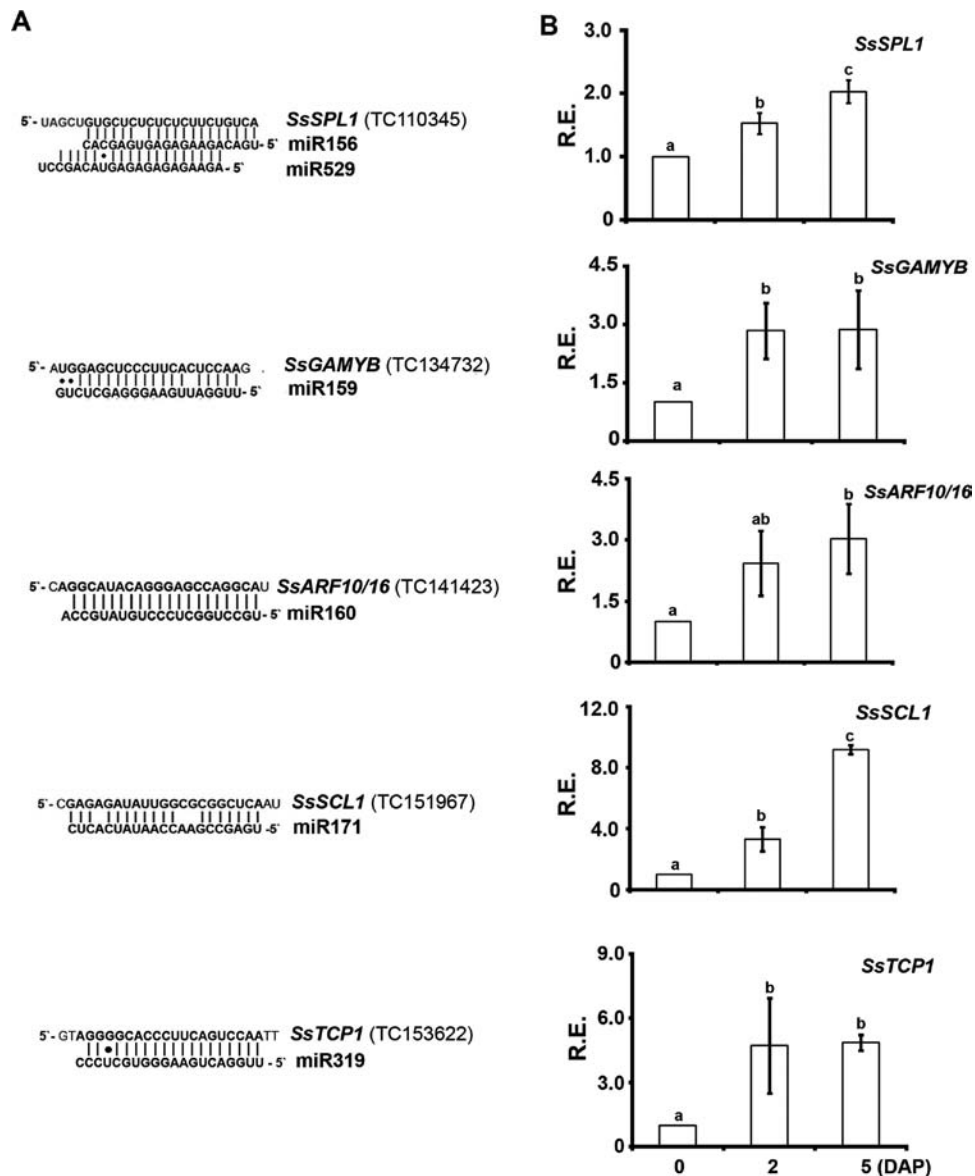 A
5`- UAGCUGUGCUCUCUCUCUUCUGUCA SsSPL1 (TC110345)
CACGAGUGAGAGAAGACAGU-5` miR156
UCCGACAUGAGAGAGAGAAGA-5` miR529
5`- AUGGAGCUCCCUUCACUCCAAG SsGAMYB (TC134732)
GUCUCGAGGGAAGUUAGGUU-5` miR159
5`- CAGGCAUACAGGGAGCCAGGCAU SsARF10/16 (TC141423)
ACCGUAUGUCCCUCGGUCCGU-5` miR160
5`- CGAGAGAUAUUGGCGCGGCUCAAU SsSCL1 (TC151967)
CUCACUAUAACCAAGCCGAGU-5` miR171
5`- GTAGGGGCACCCUUCAGUCCAATT SsTCP1 (TC153622)
CCCUCGUGGGAAGUCAGGUU-5` miR319
B
SsSPL1
R.E.
3.0
2.0
1.0
0
a b c
SsGAMYB
R.E.
4.5
3.0
1.5
0
a b b
SsARF10/16
R.E.
4.5
3.0
1.5
0
a ab b
SsSCL1
R.E.
12.0
8.0
4.0
0
a b c
SsTCP1
R.E.
9.0
6.0
3.0
0
a b b
0 2 5 (DAP)